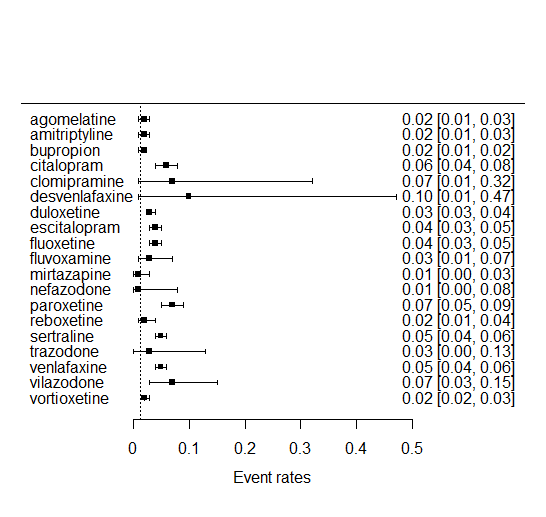 agomelatine 0.02 [0.01, 0.03]
amitriptyline 0.02 [0.01, 0.03]
bupropion 0.02 [0.01, 0.02]
citalopram 0.06 [0.04, 0.08]
clomipramine 0.07 [0.01, 0.32]
desvenlafaxine 0.10 [0.01, 0.47]
duloxetine 0.03 [0.03, 0.04]
escitalopram 0.04 [0.03, 0.05]
fluoxetine 0.04 [0.03, 0.05]
fluvoxamine 0.03 [0.01, 0.07]
mirtazapine 0.01 [0.00, 0.03]
nefazodone 0.01 [0.00, 0.08]
paroxetine 0.07 [0.05, 0.09]
reboxetine 0.02 [0.01, 0.04]
sertraline 0.05 [0.04, 0.06]
trazodone 0.03 [0.00, 0.13]
venlafaxine 0.05 [0.04, 0.06]
vilazodone 0.07 [0.03, 0.15]
vortioxetine 0.02 [0.02, 0.03]
0 0.1 0.2 0.3 0.4 0.5
Event rates